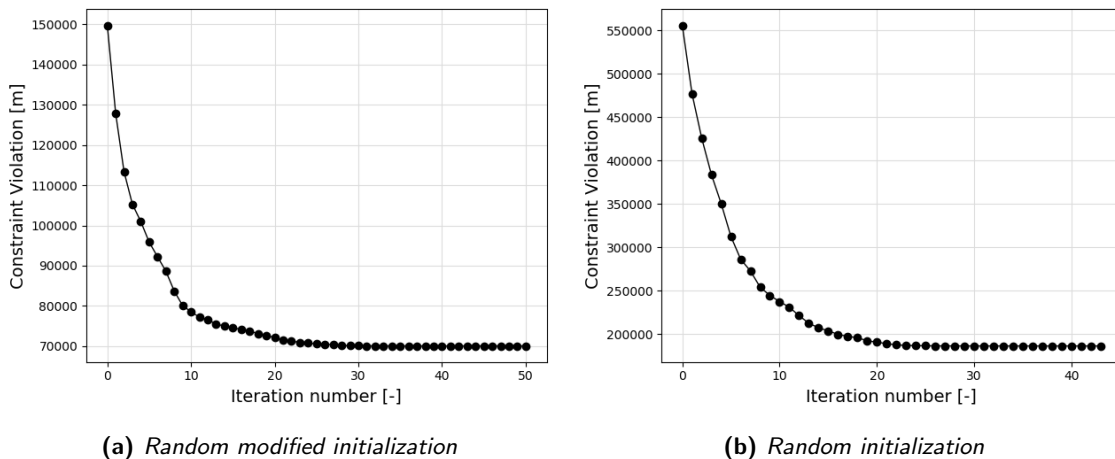 150000
140000
130000
120000
110000
100000
90000
80000
70000
Constraint Violation [m]
0 10 20 30 40 50
Iteration number [-]
(a) Random modified initialization
550000
500000
450000
400000
350000
300000
250000
200000
Constraint Violation [m]
0 10 20 30 40
Iteration number [-]
(b) Random initialization